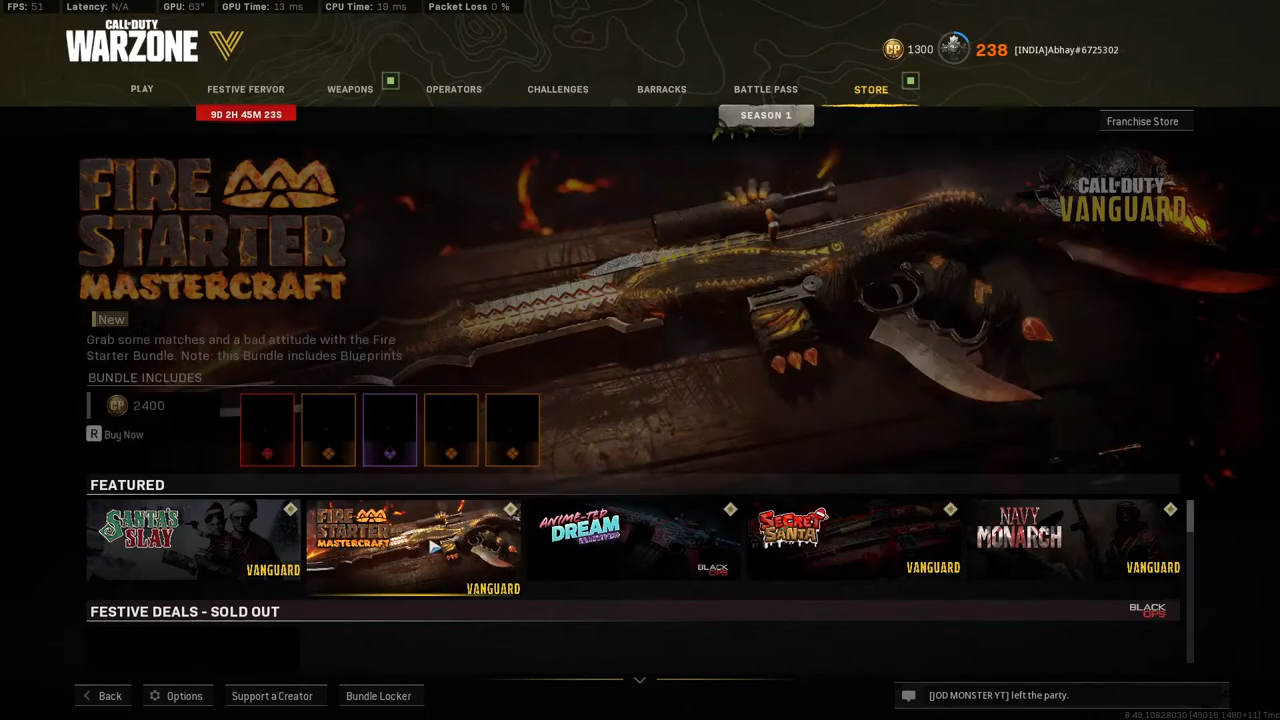 FPS: 51 Latency: N/A GPU: 63° GPU Time: 13 ms CPU Time: 19 ms Packet Loss 0 %
CALL·DUTY
WARZONE
CP 1300 238 [INDIA]Abhay#6725302
PLAY FESTIVE FERVOR WEAPONS OPERATORS CHALLENGES BARRACKS BATTLE PASS STORE
9D 2H 45M 23S SEASON 1
Franchise Store
FIRE
STARTER
MASTERCRAFT
CALL·DUTY
VANGUARD
New
Grab some matches and a bad attitude with the Fire
Starter Bundle. Note: this Bundle includes Blueprints
BUNDLE INCLUDES
CP 2400
R Buy Now
FEATURED
SANTA'S
SLAY
VANGUARD
FIRE
STARTER
MASTERCRAFT
VANGUARD
ANIME-TED
DREAM
BLACK
OPS
SECRET
SANTA
VANGUARD
NAVY
MONARCH
VANGUARD
FESTIVE DEALS - SOLD OUT
BLACK
OPS
Back Options Support a Creator Bundle Locker
[JOD MONSTER YT] left the party.